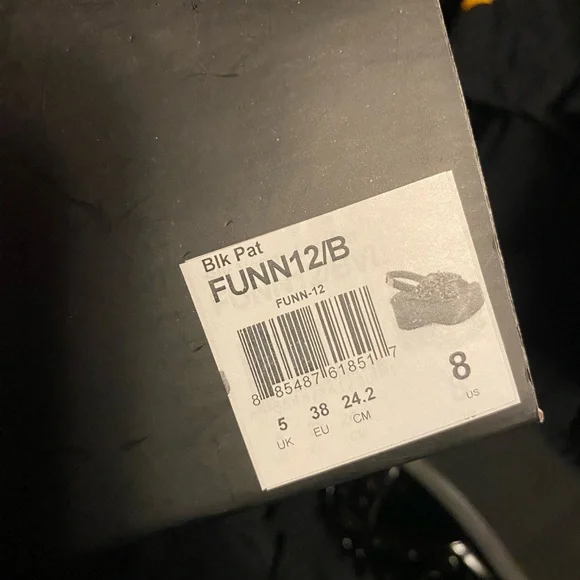 Blk Pat
FUNN12/B
FUNN-12
8 85487 61851 7
5 38 24.2 8
UK EU CM US